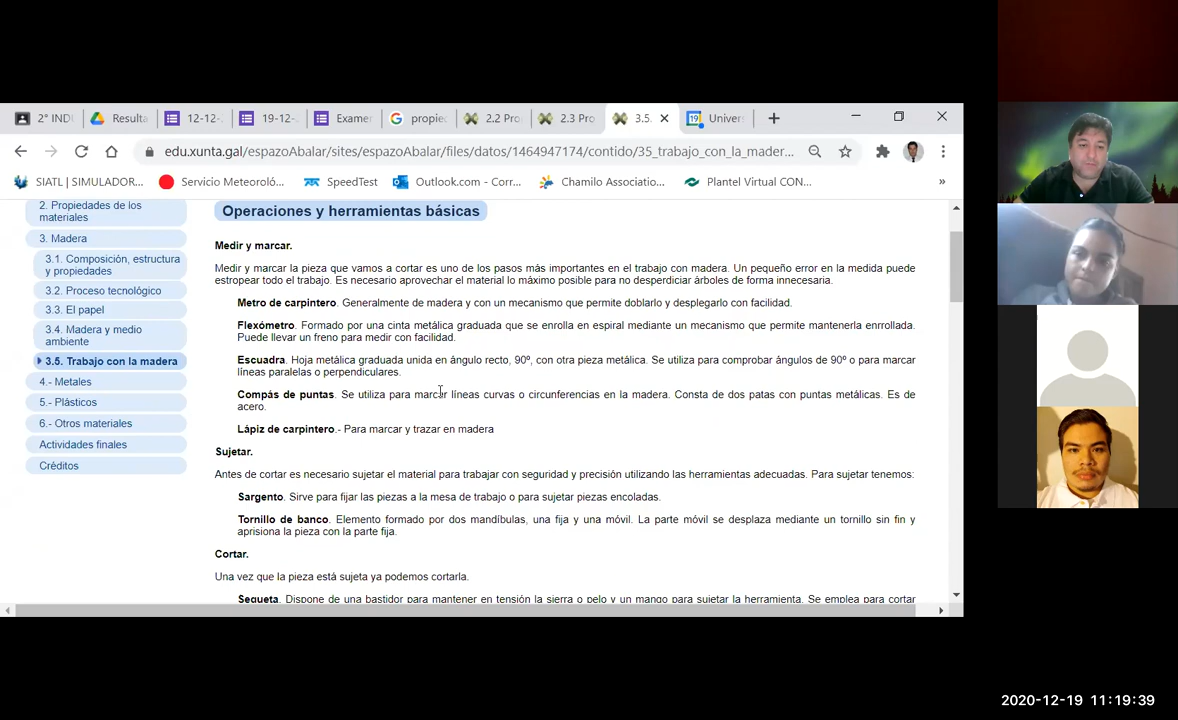 2° INDU
Resulta
12-12-
19-12-
Examen
propied
2.2 Pro
2.3 Pro
3.5.
19
Univers
edu.xunta.gal/espazoAbalar/sites/espazoAbalar/files/datos/1464947174/contido/35_trabajo_con_la_mader...
SIATL | SIMULADOR...
Servicio Meteoroló...
SpeedTest
Outlook.com - Corr...
Chamilo Associatio...
Plantel Virtual CON...
»
2. Propiedades de los
materiales
3. Madera
3.1. Composición, estructura
y propiedades
3.2. Proceso tecnológico
3.3. El papel
3.4. Madera y medio
ambiente
3.5. Trabajo con la madera
4.- Metales
5.- Plásticos
6.- Otros materiales
Actividades finales
Créditos
Operaciones y herramientas básicas
Medir y marcar.
Medir y marcar la pieza que vamos a cortar es uno de los pasos más importantes en el trabajo con madera. Un pequeño error en la medida puede
estropear todo el trabajo. Es necesario aprovechar el material lo máximo posible para no desperdiciar árboles de forma innecesaria.
Metro de carpintero. Generalmente de madera y con un mecanismo que permite doblarlo y desplegarlo con facilidad.
Flexómetro. Formado por una cinta metálica graduada que se enrolla en espiral mediante un mecanismo que permite mantenerla enrrollada.
Puede llevar un freno para medir con facilidad.
Escuadra. Hoja metálica graduada unida en ángulo recto, 90º, con otra pieza metálica. Se utiliza para comprobar ángulos de 90º o para marcar
líneas paralelas o perpendiculares.
Compás de puntas. Se utiliza para marcar líneas curvas o circunferencias en la madera. Consta de dos patas con puntas metálicas. Es de
acero.
Lápiz de carpintero.- Para marcar y trazar en madera
Sujetar.
Antes de cortar es necesario sujetar el material para trabajar con seguridad y precisión utilizando las herramientas adecuadas. Para sujetar tenemos:
Sargento. Sirve para fijar las piezas a la mesa de trabajo o para sujetar piezas encoladas.
Tornillo de banco. Elemento formado por dos mandíbulas, una fija y una móvil. La parte móvil se desplaza mediante un tornillo sin fin y
aprisiona la pieza con la parte fija.
Cortar.
Una vez que la pieza está sujeta ya podemos cortarla.
Segueta. Dispone de una bastidor para mantener en tensión la sierra o pelo y un mango para sujetar la herramienta. Se emplea para cortar
2020-12-19 11:19:39